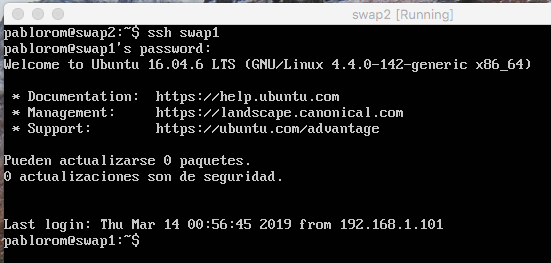 swap2 [Running]
pablorom@swap2:~$ ssh swap1
pablorom@swap1's password:
Welcome to Ubuntu 16.04.6 LTS (GNU/Linux 4.4.0-142-generic x86_64)
* Documentation:  https://help.ubuntu.com
* Management:     https://landscape.canonical.com
* Support:        https://ubuntu.com/advantage
Pueden actualizarse 0 paquetes.
0 actualizaciones son de seguridad.
Last login: Thu Mar 14 00:56:45 2019 from 192.168.1.101
pablorom@swap1:~$